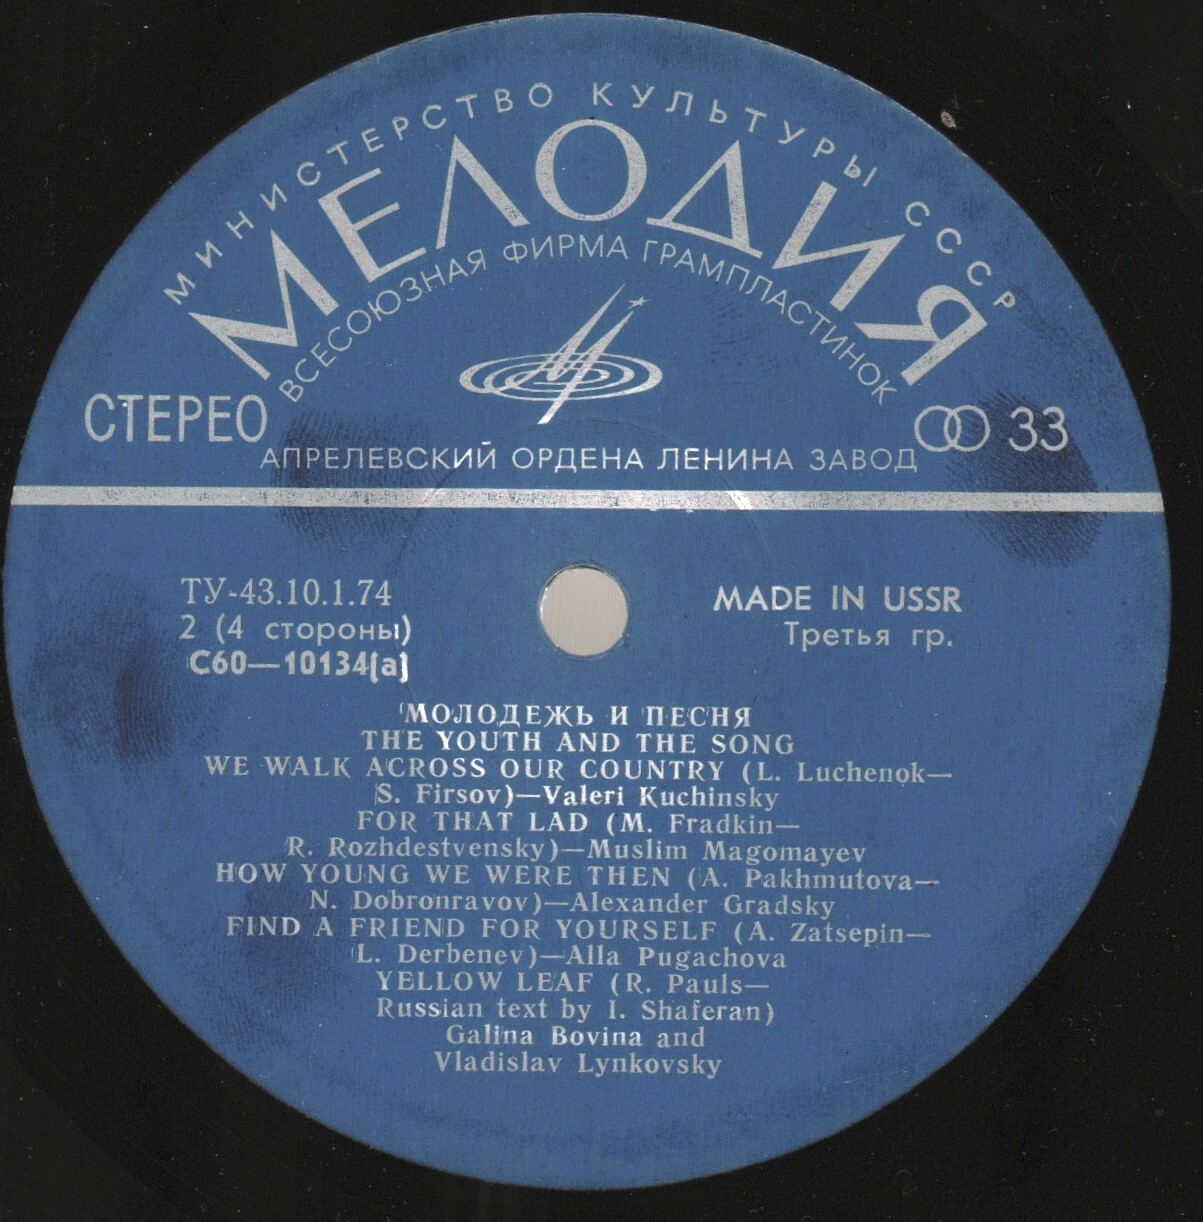 МИНИСТЕРСТВО КУЛЬТУРЫ СССР
МЕЛОДИЯ
ВСЕСОЮЗНАЯ ФИРМА ГРАМПЛАСТИНОК
СТЕРЕО
33
АПРЕЛЕВСКИЙ ОРДЕНА ЛЕНИНА ЗАВОД
ТУ-43.10.1.74
2 (4 стороны)
С60—10134(а)
MADE IN USSR
Третья гр.
МОЛОДЕЖЬ И ПЕСНЯ
THE YOUTH AND THE SONG
WE WALK ACROSS OUR COUNTRY (L. Luchenok—
S. Firsov)—Valeri Kuchinsky
FOR THAT LAD (M. Fradkin—
R. Rozhdestvensky)—Muslim Magomayev
HOW YOUNG WE WERE THEN (A. Pakhmutova—
N. Dobronravov)—Alexander Gradsky
FIND A FRIEND FOR YOURSELF (A. Zatsepin—
L. Derbenev)—Alla Pugachova
YELLOW LEAF (R. Pauls—
Russian text by I. Shaferan)
Galina Bovina and
Vladislav Lynkovsky